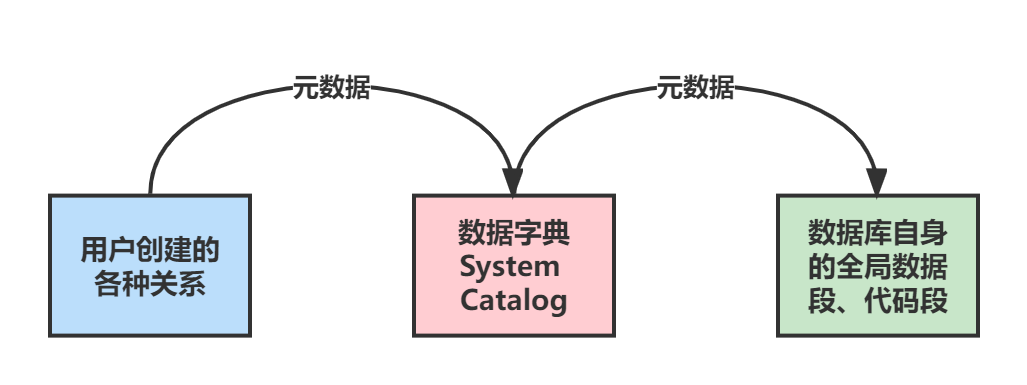 元数据
元数据
用户创建的
各种关系
数据字典
System
Catalog
数据库自身
的全局数据
段、代码段